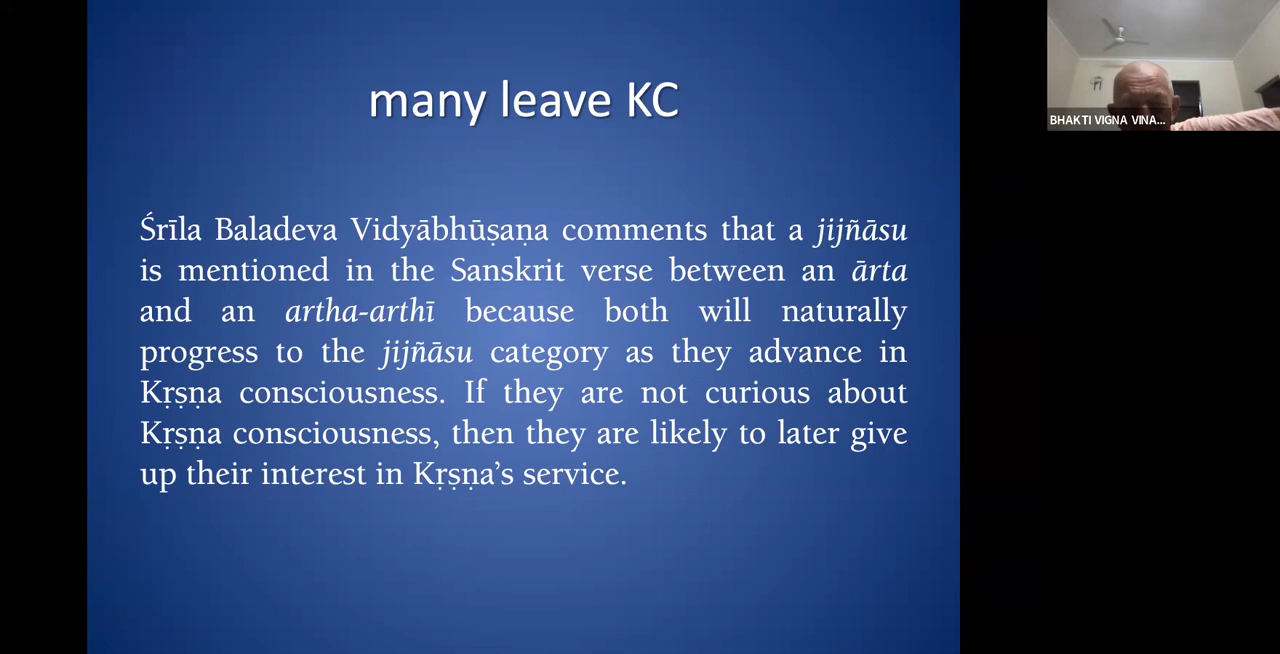 many leave KC
BHAKTI VIGNA VINA...
Śrīla Baladeva Vidyābhūṣaṇa comments that a jijñāsu
is mentioned in the Sanskrit verse between an ārta
and an artha-arthī because both will naturally
progress to the jijñāsu category as they advance in
Kṛṣṇa consciousness. If they are not curious about
Kṛṣṇa consciousness, then they are likely to later give
up their interest in Kṛṣṇa’s service.